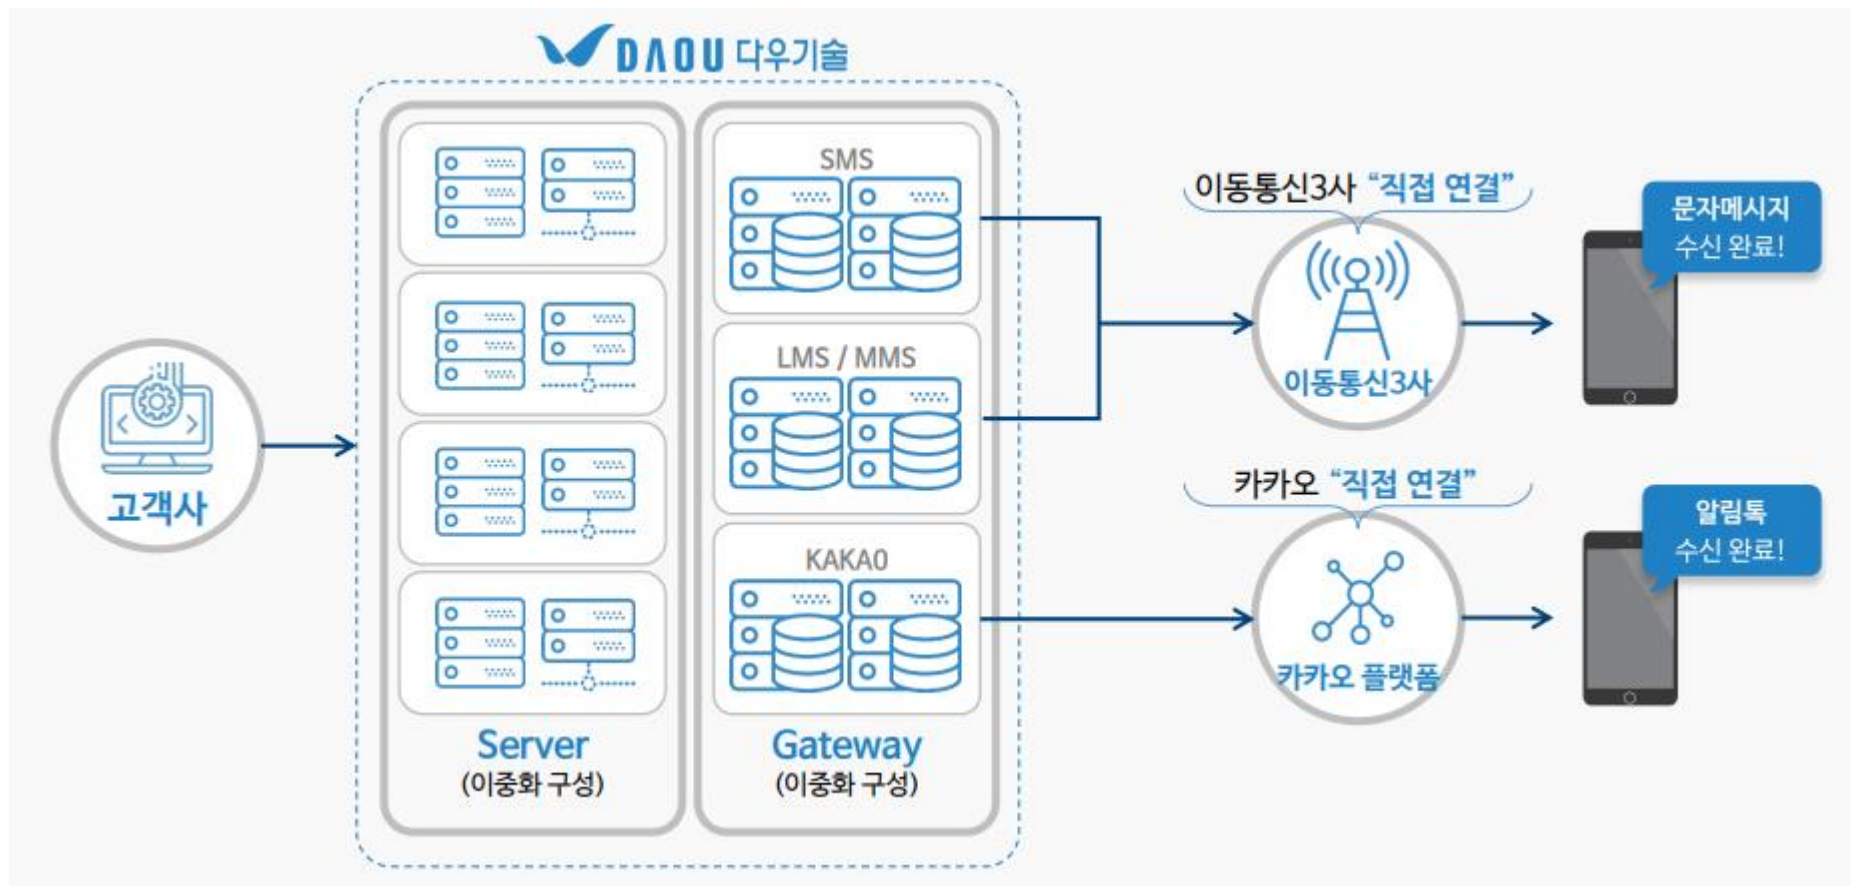 DAOU 다우기술
고객사
Server
(이중화 구성)
SMS
LMS / MMS
KAKAO
Gateway
(이중화 구성)
이동통신3사 “직접 연결”
이동통신3사
문자메시지
수신 완료!
카카오 “직접 연결”
카카오 플랫폼
알림톡
수신 완료!